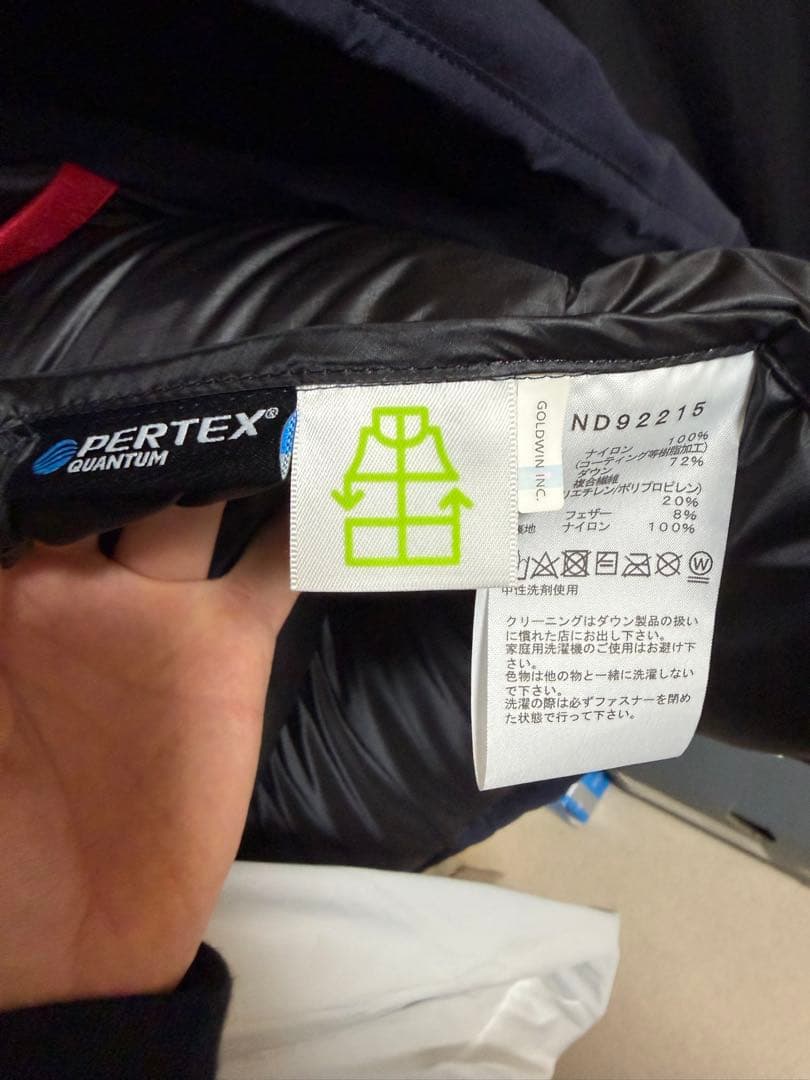 PERTEX®
QUANTUM
GOLDWIN INC.
ND92215
ナイロン 100%
(コーティング等樹脂加工)
ダウン 72%
複合繊維
エチレン/ポリプロピレン)
20%
フェザー 8%
地 ナイロン 100%
W
中性洗剤使用
クリーニングはダウン製品の扱い
に慣れた店にお出し下さい。
家庭用洗濯機のご使用はお避け下
さい。
色物は他の物と一緒に洗濯しない
で下さい。
洗濯の際は必ずファスナーを閉め
た状態で行って下さい。